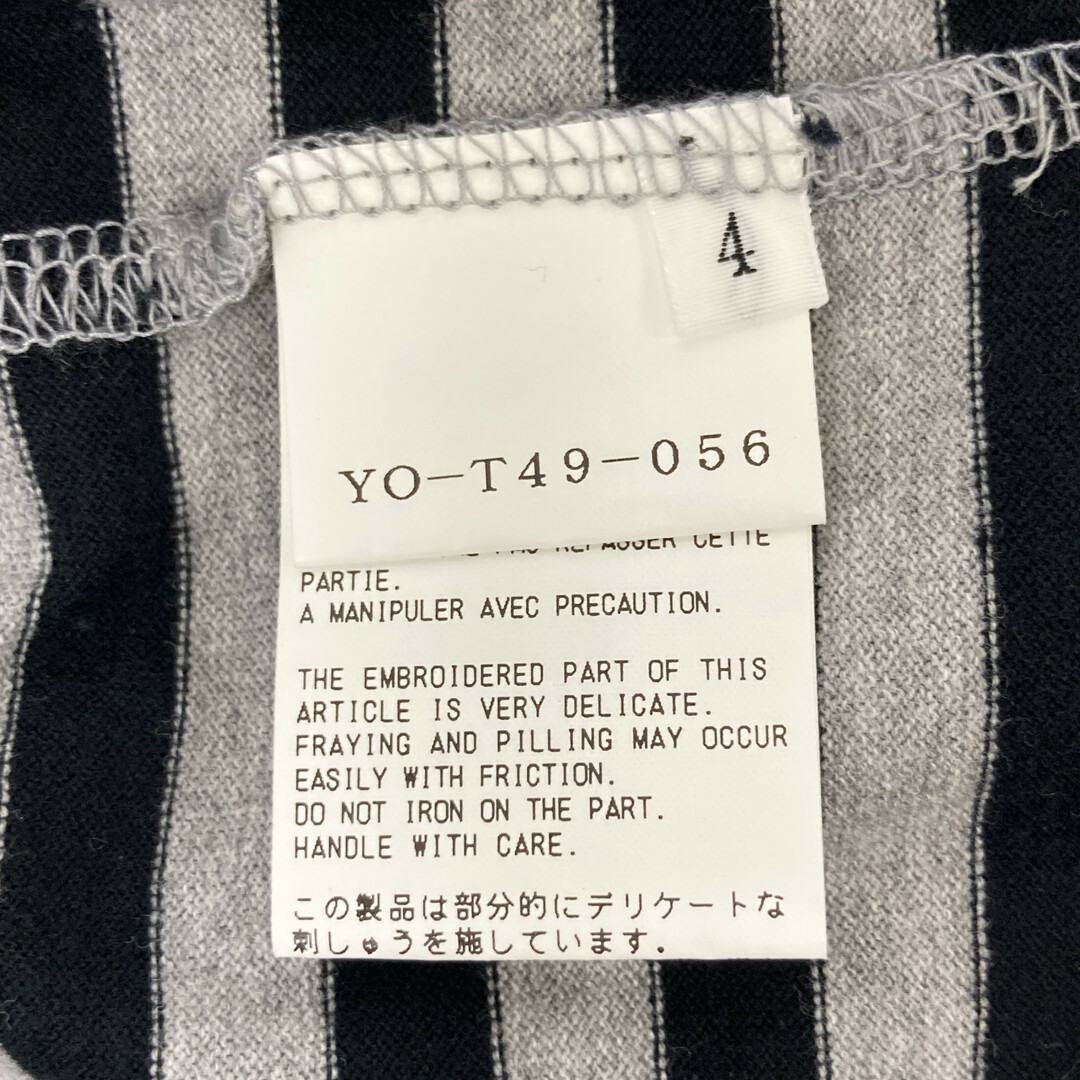 4
YO-T49-056
REPASSER CETTE
PARTIE.
A MANIPULER AVEC PRECAUTION.
THE EMBROIDERED PART OF THIS
ARTICLE IS VERY DELICATE.
FRAYING AND PILLING MAY OCCUR
EASILY WITH FRICTION.
DO NOT IRON ON THE PART.
HANDLE WITH CARE.
この製品は部分的にデリケートな
刺しゅうを施しています.